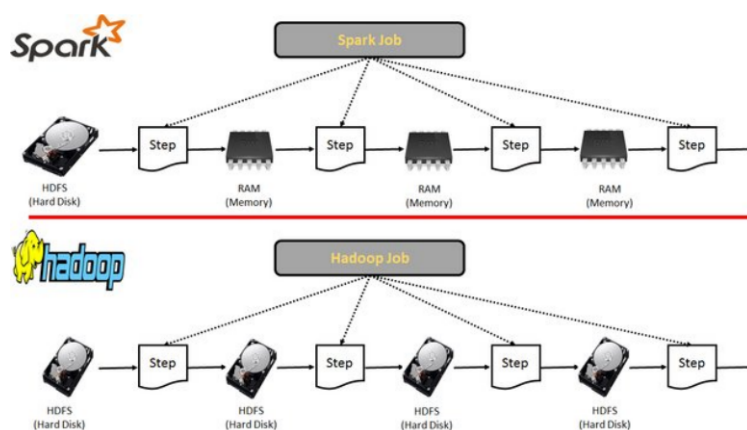 Spark
Spark Job
Step
Step
Step
Step
HDFS
(Hard Disk)
RAM
(Memory)
RAM
(Memory)
RAM
(Memory)
hadoop
Hadoop Job
Step
Step
Step
Step
HDFS
(Hard Disk)
HDFS
(Hard Disk)
HDFS
(Hard Disk)
HDFS
(Hard Disk)